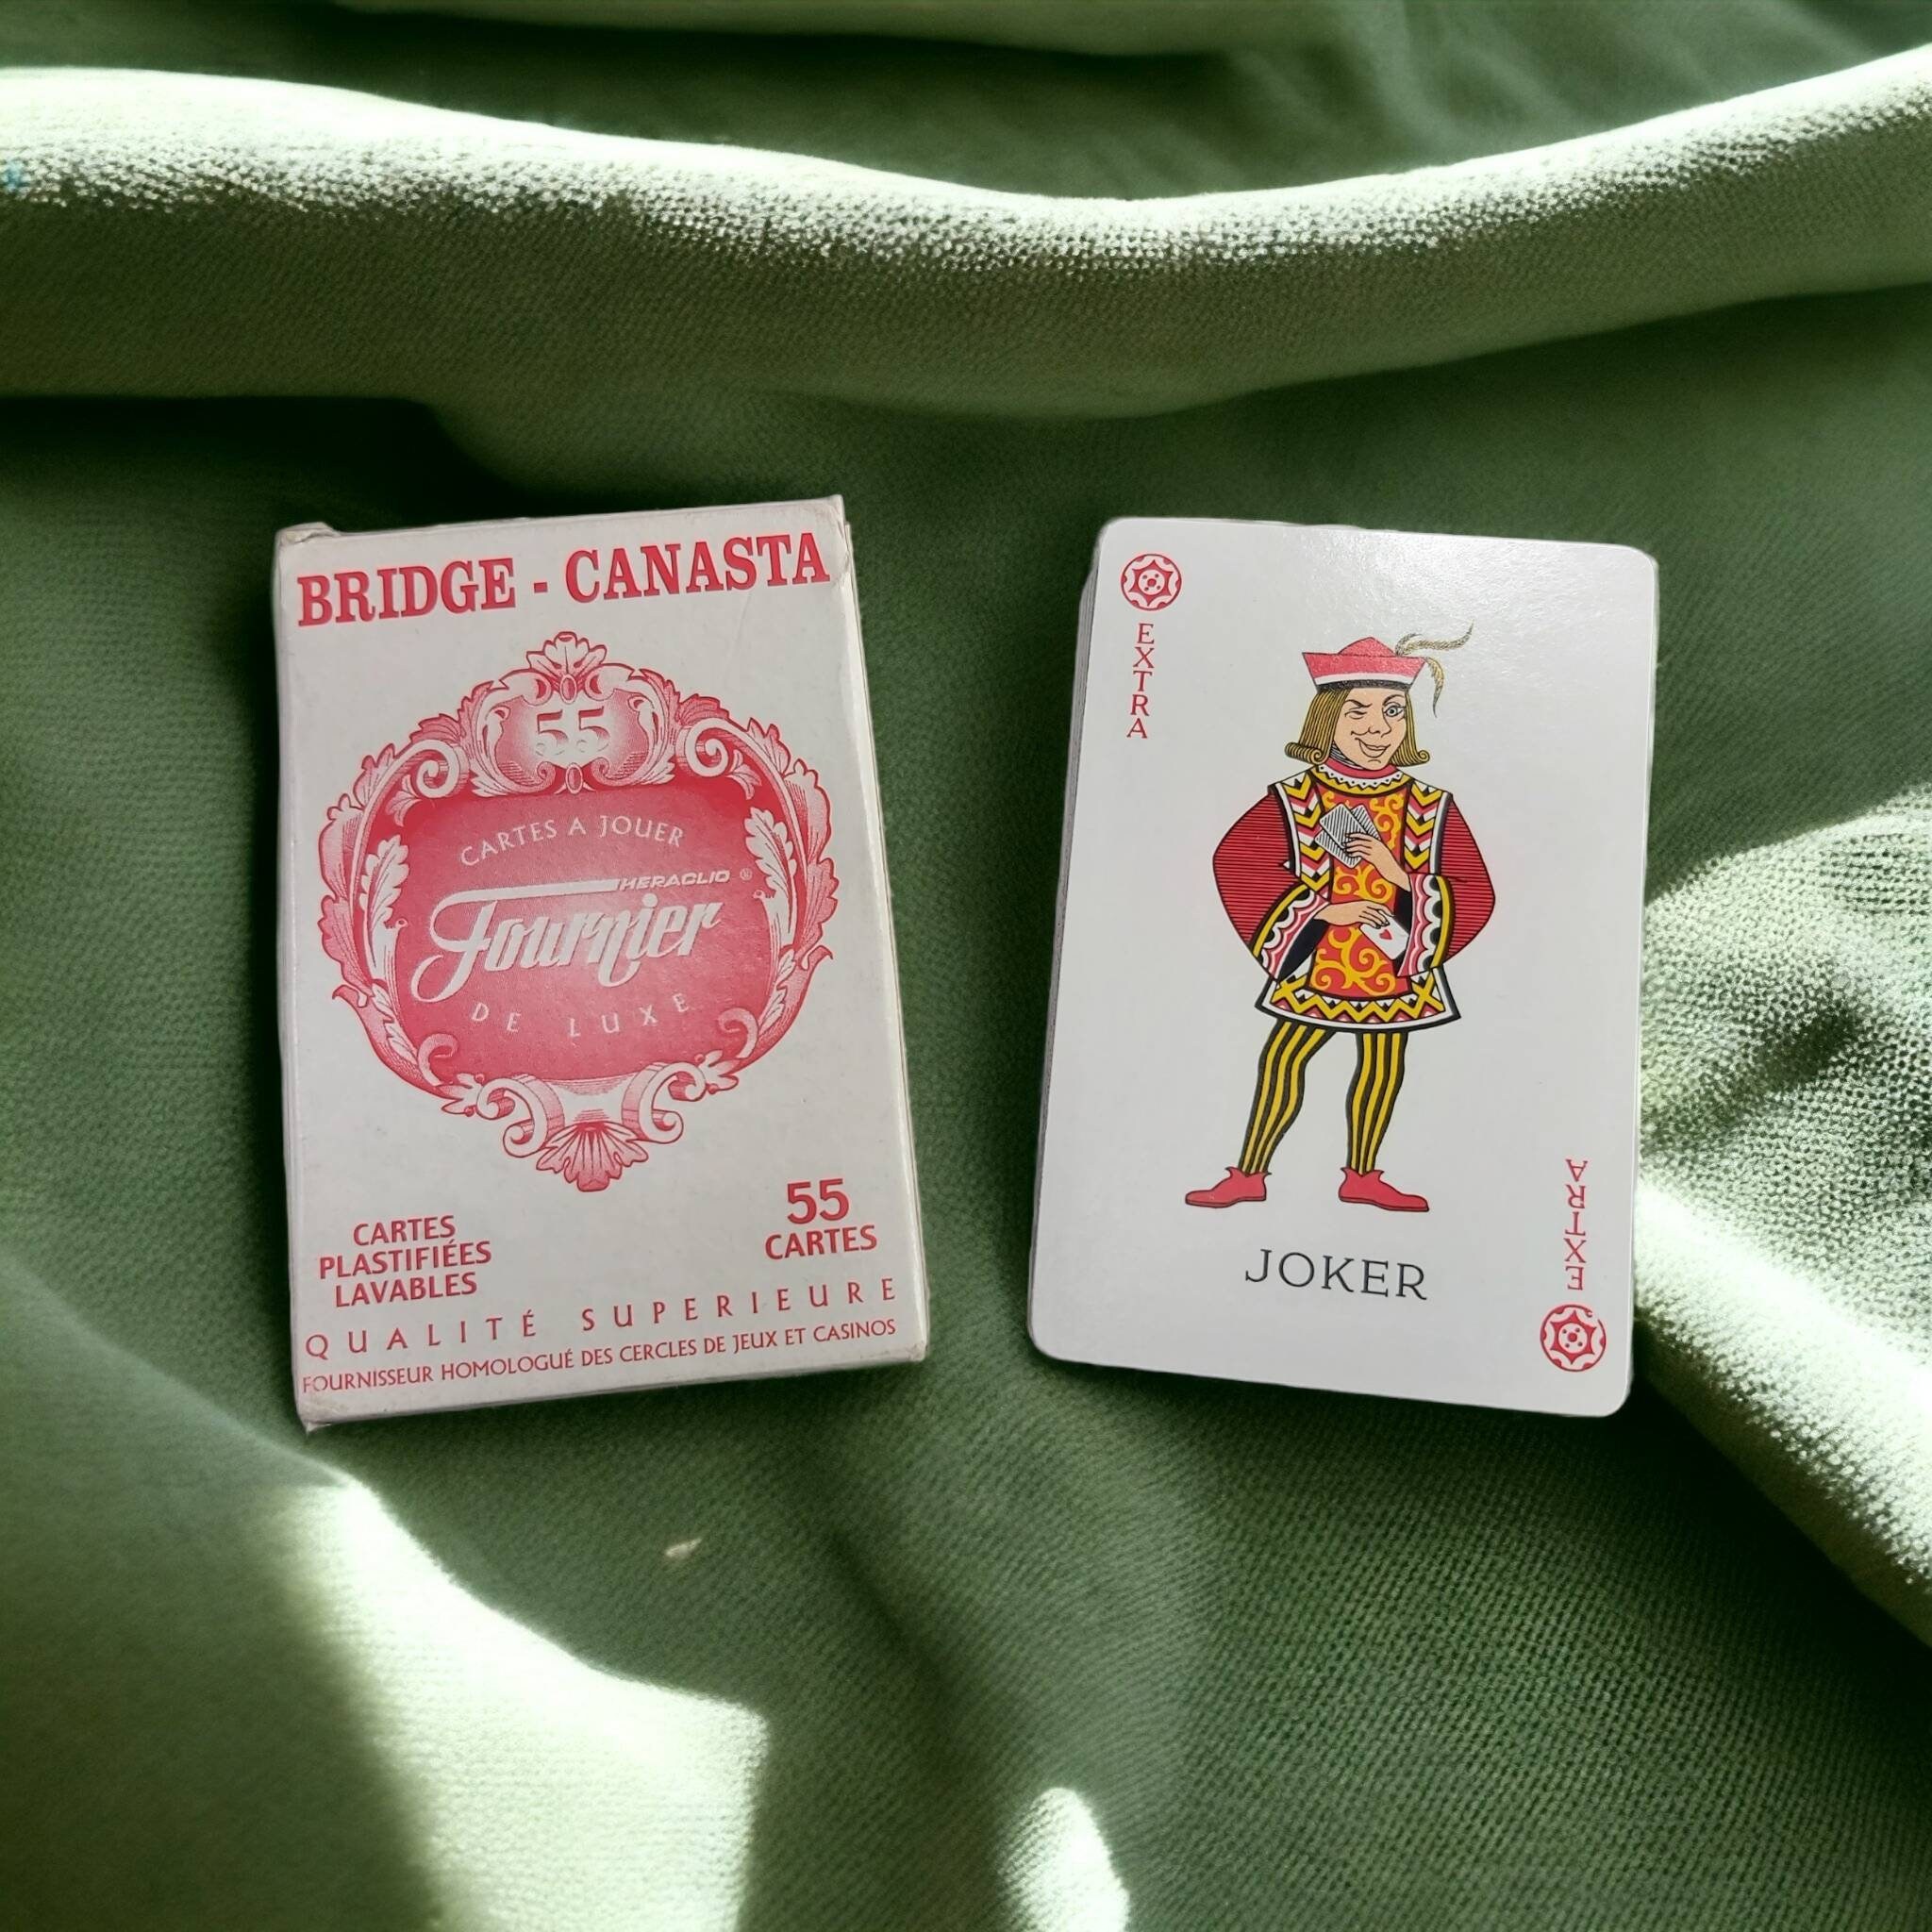 BRIDGE - CANASTA
55
CARTES A JOUER
HERACLIO ®
Fournier
DE LUXE
CARTES
PLASTIFIÉES
LAVABLES
55
CARTES
QUALITÉ SUPERIEURE
FOURNISSEUR HOMOLOGUÉ DES CERCLES DE JEUX ET CASINOS
EXTRA
JOKER
EXTRA